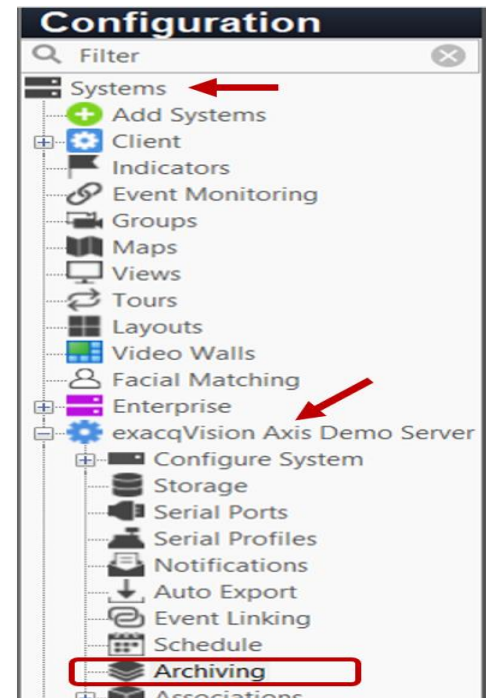 Configuration
Filter
Systems
Add Systems
Client
Indicators
Event Monitoring
Groups
Maps
Views
Tours
Layouts
Video Walls
Facial Matching
Enterprise
exacqVision Axis Demo Server
Configure System
Storage
Serial Ports
Serial Profiles
Notifications
Auto Export
Event Linking
Schedule
Archiving
Associations